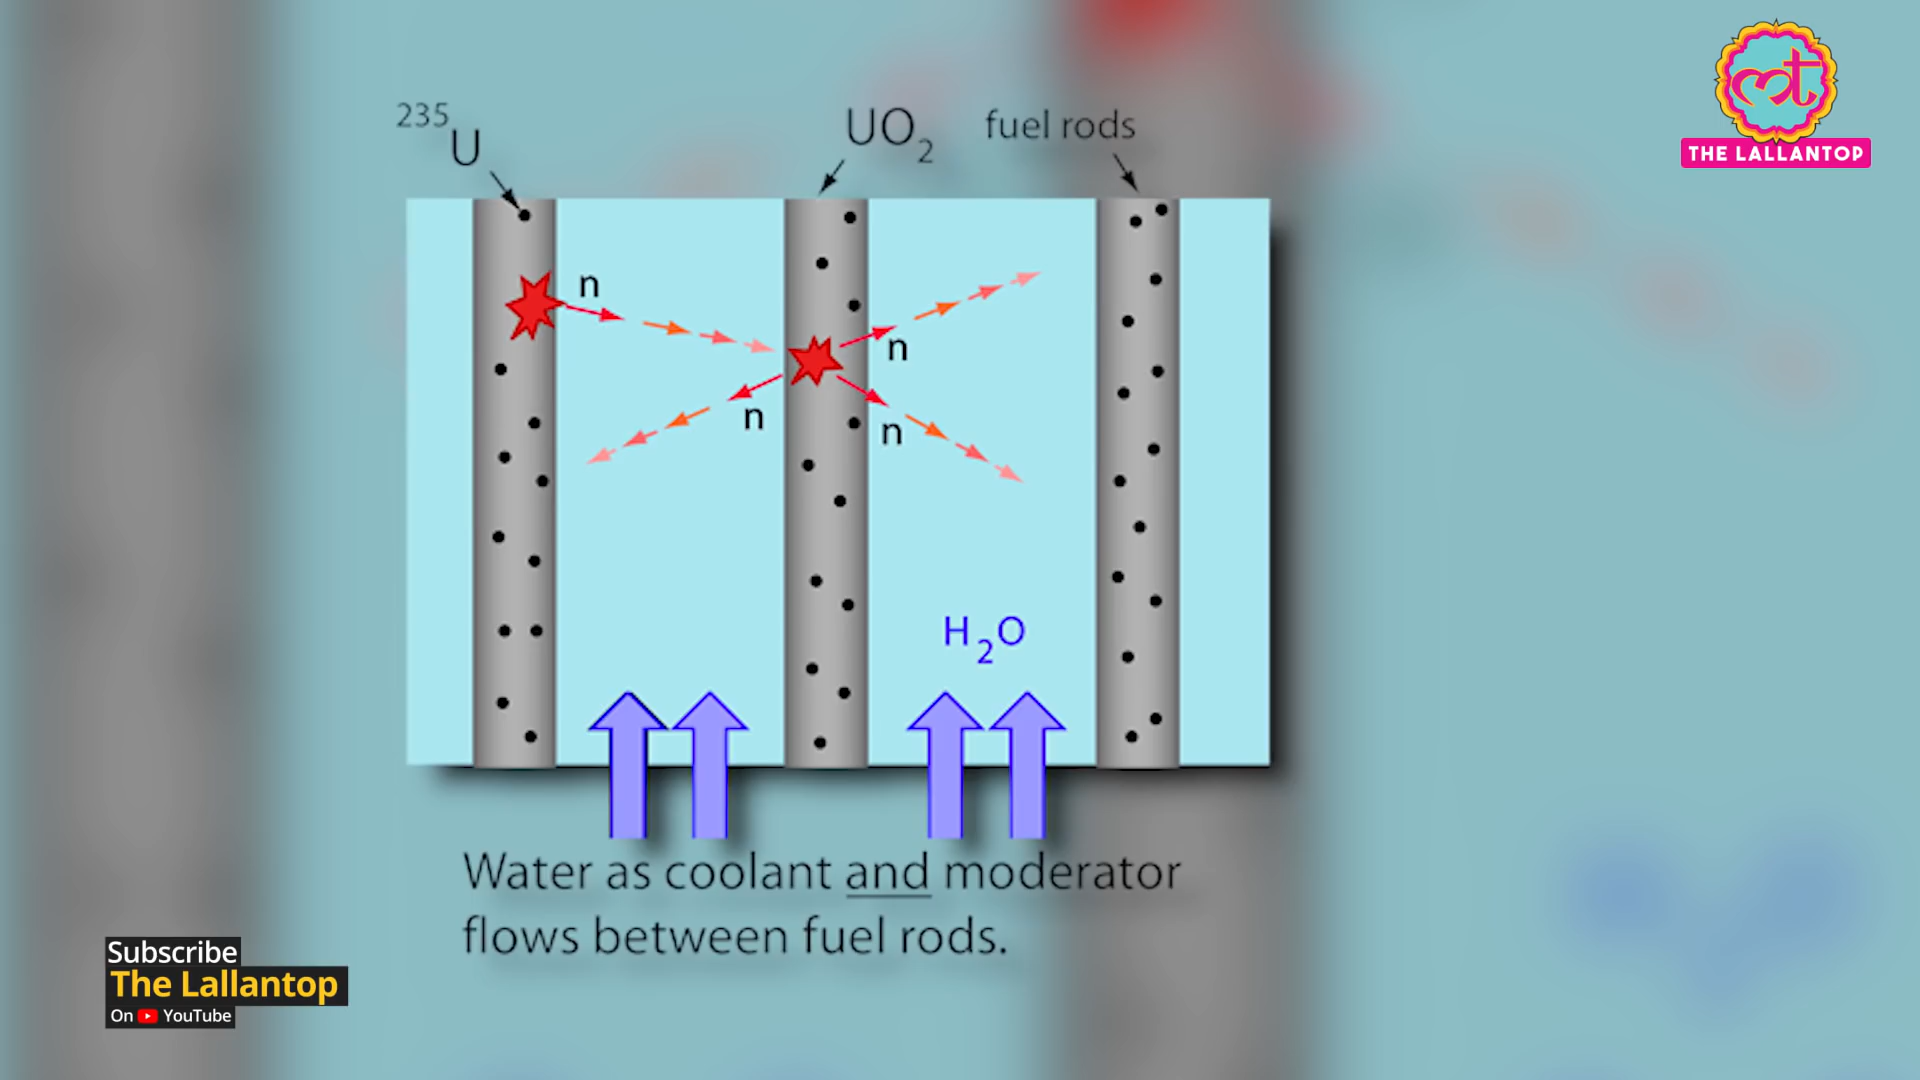 THE LALLANTOP
²³⁵U
UO₂
fuel rods
n
n
n
n
H₂O
Water as coolant and moderator
flows between fuel rods.
Subscribe
The Lallantop
On YouTube